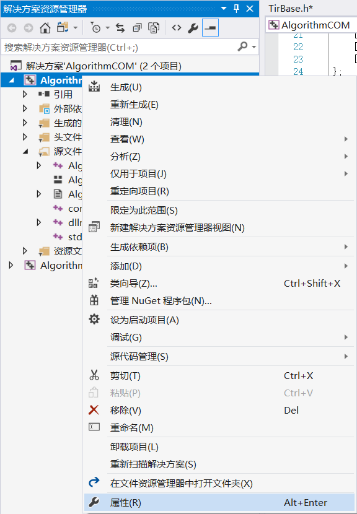 解决方案资源管理器
TirBase.h*
AlgorithmCOM
搜索解决方案资源管理器(Ctrl+;)
21
22
23
24
};
解决方案'AlgorithmCOM' (2 个项目)
Algorithm
引用
外部依
生成的
头文件
源文件
Alg
Alg
Alg
con
dllm
std
资源文
Algorithm
生成(U)
重新生成(E)
清理(N)
查看(W)
分析(Z)
仅用于项目(J)
重定向项目(R)
限定为此范围(S)
新建解决方案资源管理器视图(N)
生成依赖项(B)
添加(D)
类向导(Z)... Ctrl+Shift+X
管理 NuGet 程序包(N)...
设为启动项目(A)
调试(G)
源代码管理(S)
剪切(T) Ctrl+X
粘贴(P) Ctrl+V
移除(V) Del
重命名(M)
卸载项目(L)
重新扫描解决方案(S)
在文件资源管理器中打开文件夹(X)
属性(R) Alt+Enter